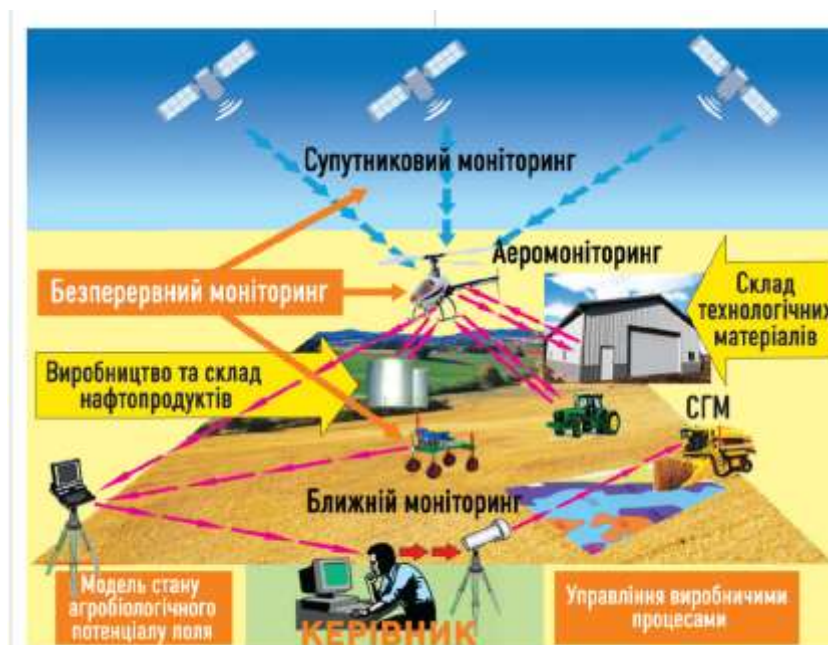 Супутниковий моніторинг
Аеромоніторинг
Безперервний моніторинг
Склад
технологічних
матеріалів
Виробництво та склад
нафтопродуктів
СГМ
Ближній моніторинг
Модель стану
агробіологічного
потенціалу поля
КЕРІВНИК
Управління виробничими
процесами